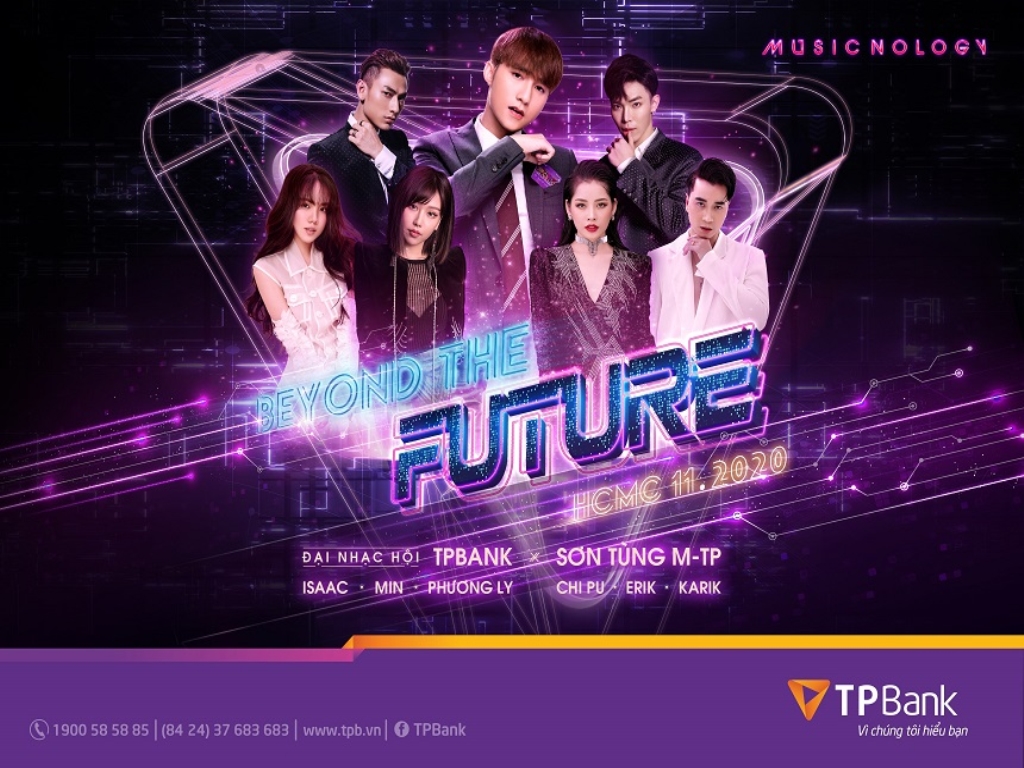 MUSICNOLOGY
BEYOND THE
FUTURE
HCMC 11.2020
ĐẠI NHẠC HỘI TPBANK × SƠN TÙNG M-TP
ISAAC · MIN · PHƯƠNG LY CHI PU · ERIK · KARIK
TPBank
Vì chúng tôi hiểu bạn
1900 58 58 85 | (84 24) 37 683 683 | www.tpb.vn | TPBank